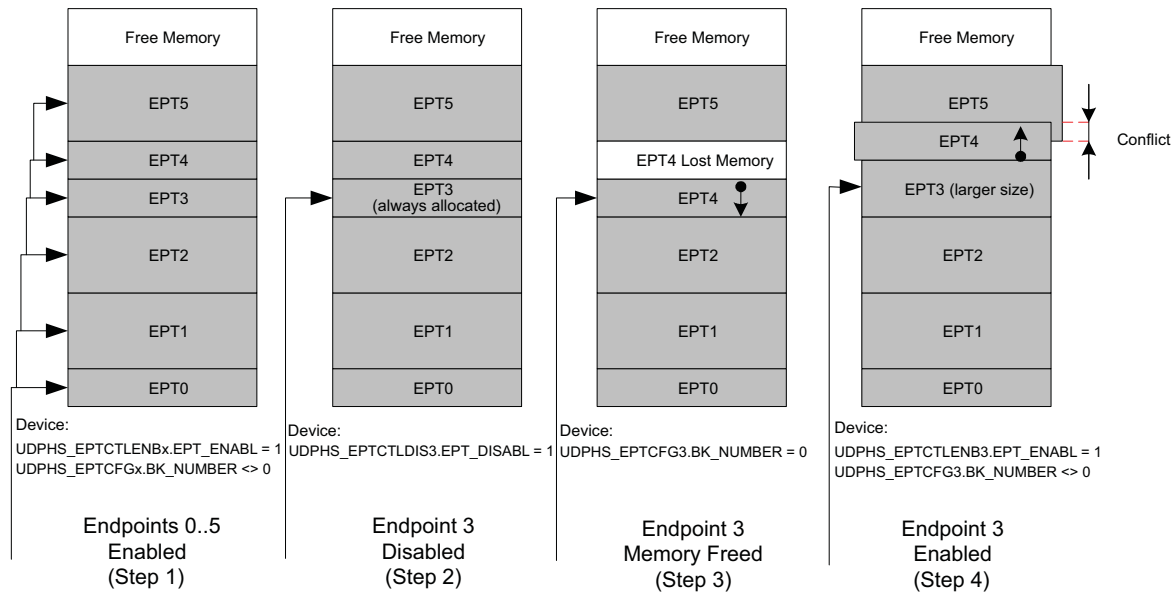 Free Memory
EPT5
EPT4
EPT3
EPT2
EPT1
EPT0
Device:
UDPHS_EPTCTLENBx.EPT_ENABL = 1
UDPHS_EPTCFGx.BK_NUMBER <> 0
Endpoints 0..5
Enabled
(Step 1)
Free Memory
EPT5
EPT4
EPT3
(always allocated)
EPT2
EPT1
EPT0
Device:
UDPHS_EPTCTLDIS3.EPT_DISABL = 1
Endpoint 3
Disabled
(Step 2)
Free Memory
EPT5
EPT4 Lost Memory
EPT4
EPT2
EPT1
EPT0
Device:
UDPHS_EPTCFG3.BK_NUMBER = 0
Endpoint 3
Memory Freed
(Step 3)
Free Memory
EPT5
EPT4
Conflict
EPT3 (larger size)
EPT2
EPT1
EPT0
Device:
UDPHS_EPTCTLENB3.EPT_ENABL = 1
UDPHS_EPTCFG3.BK_NUMBER <> 0
Endpoint 3
Enabled
(Step 4)